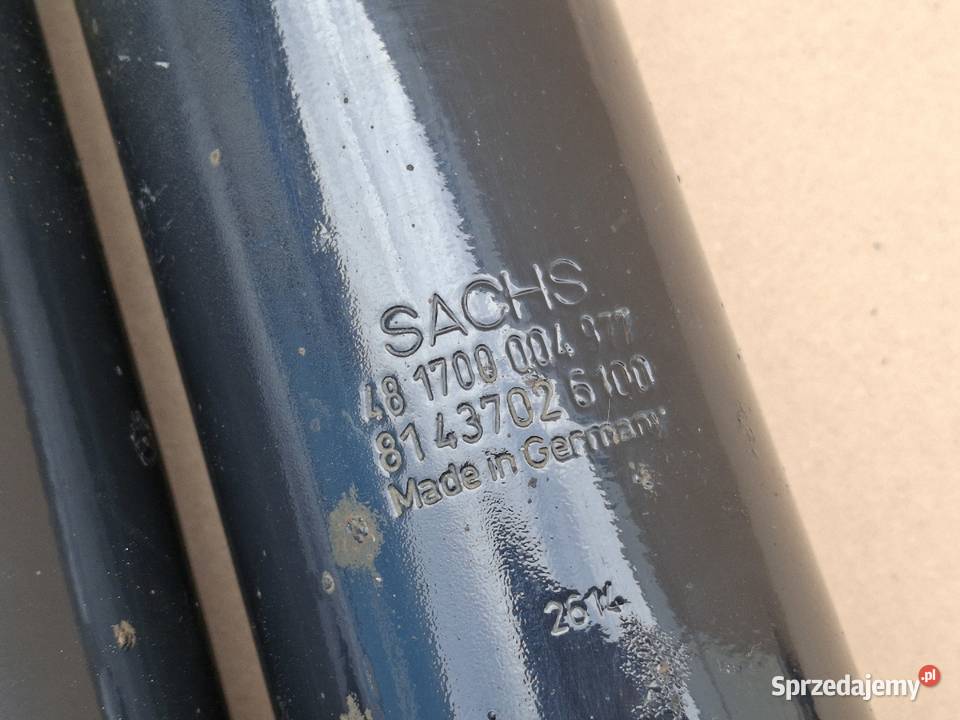 SACHS
48 1700 004 977
81 43702 6100
Made in Germany
2614
Sprzedajemy.pl